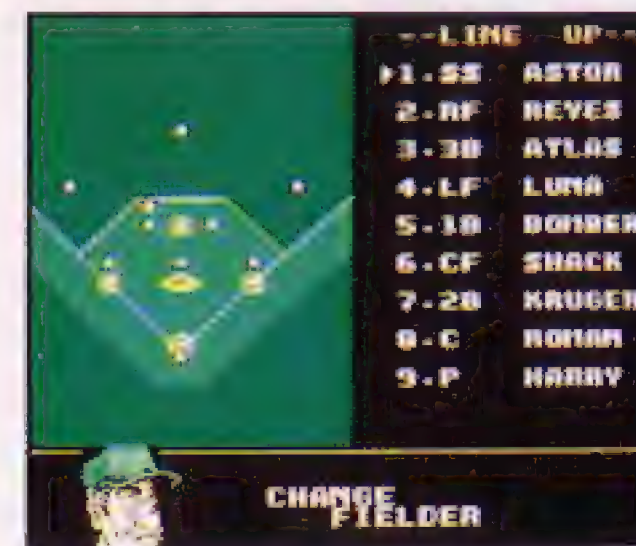 --LINE UP--
1.SS ASTOR
2.RF REYES
3.3B ATLAS
4.LF LUNA
5.1B BOMBER
6.CF SHACK
7.2B KRUGER
8.C ROMAN
9.P HARRY
CHANGE
FIELDER